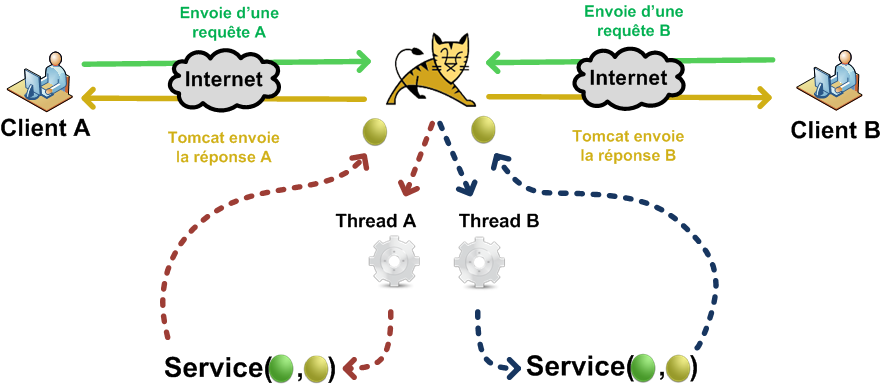 Envoie d'une
requête A
Envoie d'une
requête B
Internet
Internet
Client A
Client B
Tomcat envoie
la réponse A
Tomcat envoie
la réponse B
Thread A
Thread B
Service( , )
Service( , )